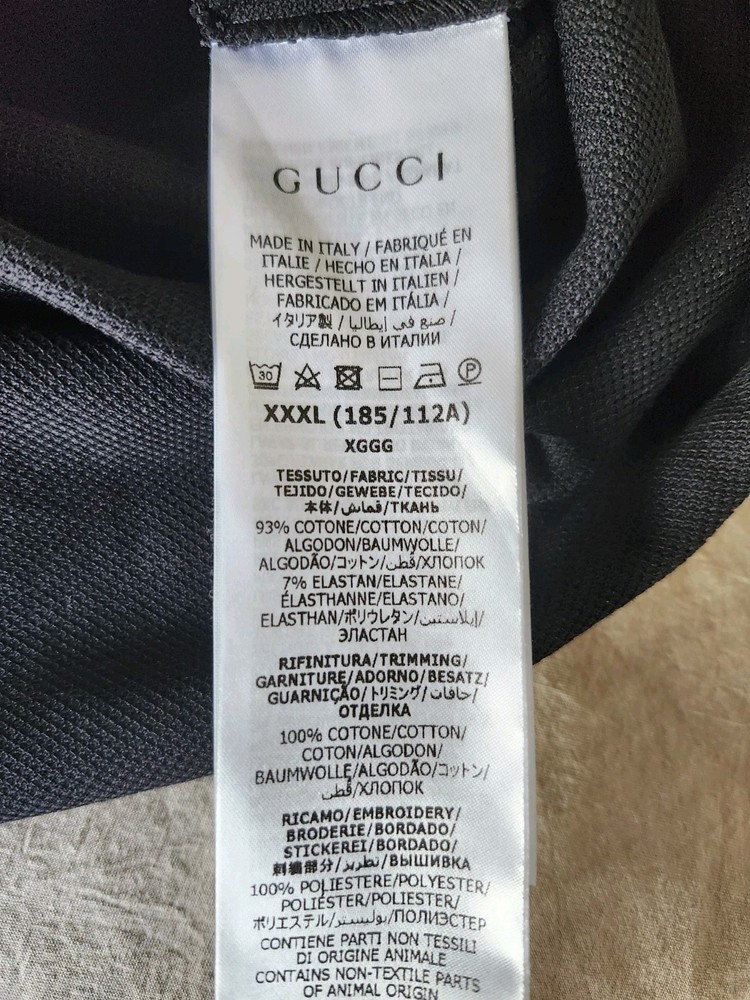 GUCCI
MADE IN ITALY / FABRIQUÉ EN
ITALIE / HECHO EN ITALIA /
HERGESTELLT IN ITALIEN /
FABRICADO EM ITÁLIA /
イタリア製 / صنع في إيطاليا /
СДЕЛАНО В ИТАЛИИ
30 P
XXXL (185/112A)
XGGG
TESSUTO/FABRIC/TISSU/
TEJIDO/GEWEBE/TECIDO/
本体/قماش/ТКАНЬ
93% COTONE/COTTON/COTON/
ALGODON/BAUMWOLLE/
ALGODÃO/コットン/قُطن/ХЛОПОК
7% ELASTAN/ELASTANE/
ÉLASTHANNE/ELASTANO/
ELASTHAN/ポリウレタン/إيلاستين/
ЭЛАСТАН
RIFINITURA/TRIMMING/
GARNITURE/ADORNO/BESATZ/
GUARNIÇÃO/トリミング/حافات/
ОТДЕЛКА
100% COTONE/COTTON/
COTON/ALGODON/
BAUMWOLLE/ALGODÃO/コットン/
قُطن/ХЛОПОК
RICAMO/EMBROIDERY/
BRODERIE/BORDADO/
STICKEREI/BORDADO/
刺繍部分/تطريز/ВЫШИВКА
100% POLIESTERE/POLYESTER/
POLIÉSTER/POLIESTER/
ポリエステル/بوليستر/ПОЛИЭСТЕР
CONTIENE PARTI NON TESSILI
DI ORIGINE ANIMALE
CONTAINS NON-TEXTILE PARTS
OF ANIMAL ORIGIN